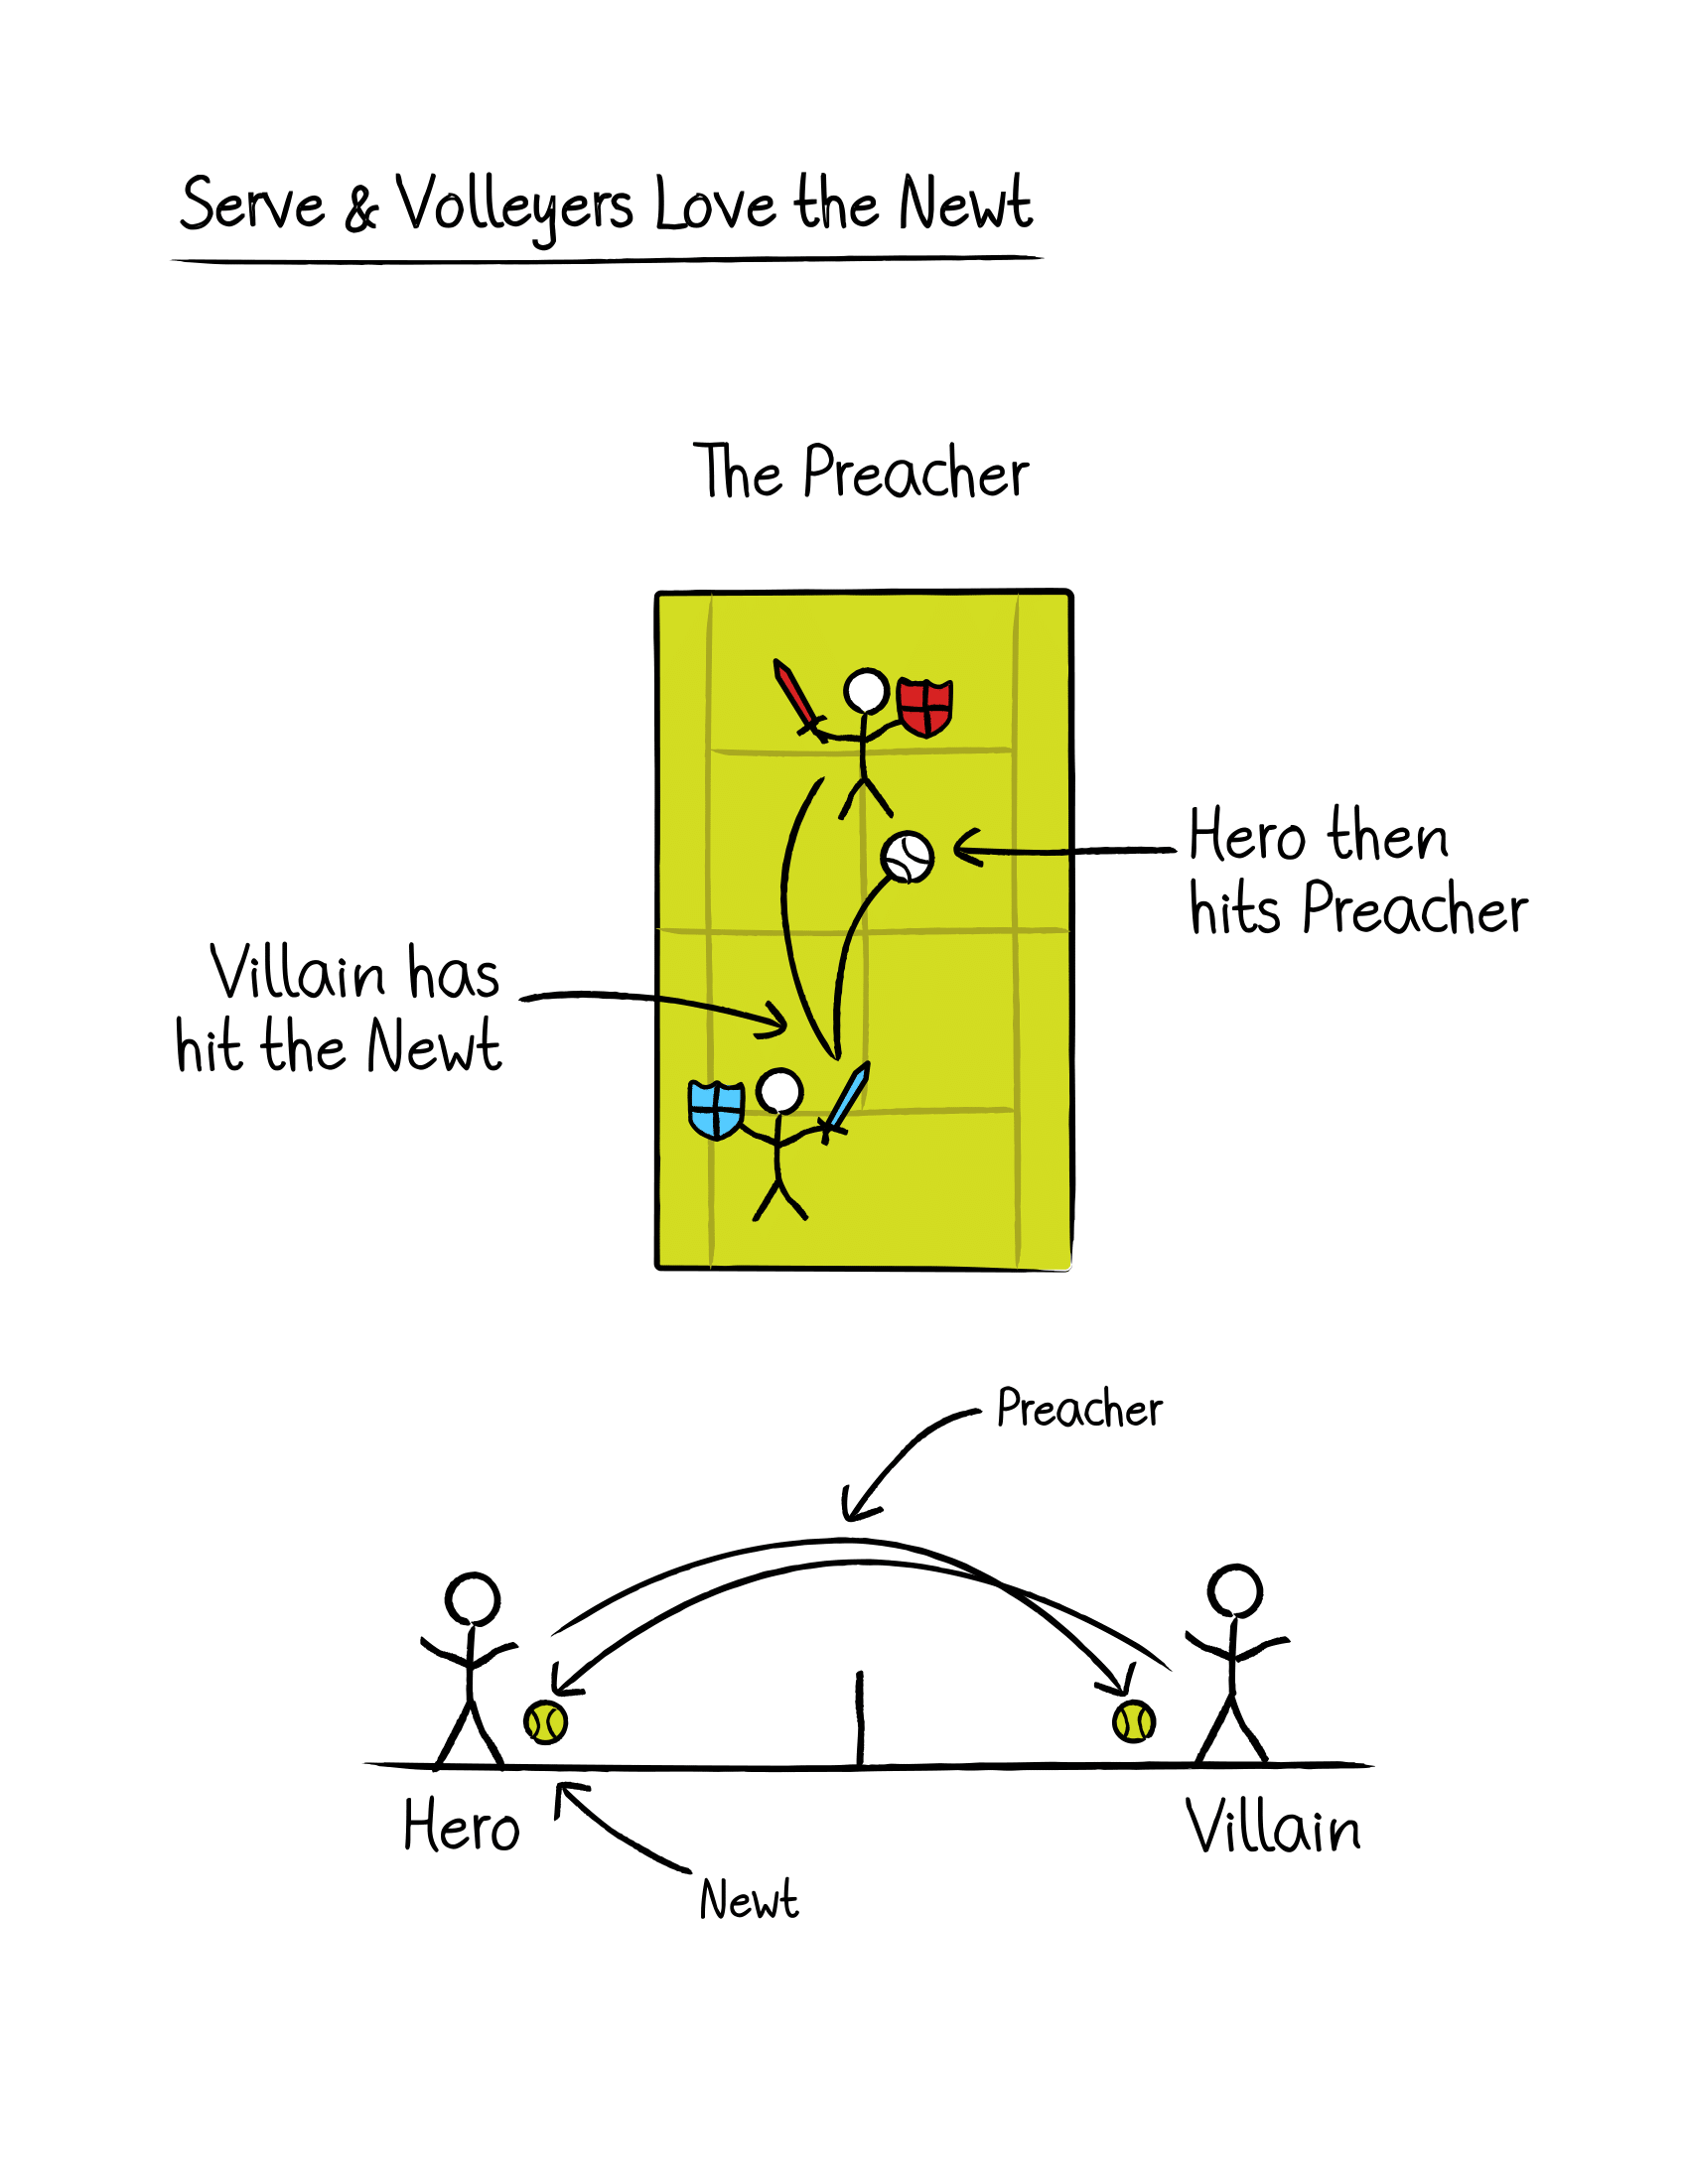 Serve & Volleyers Love the Newt
The Preacher
Hero then
hits Preacher
Villain has
hit the Newt
Preacher
Hero
Villain
Newt